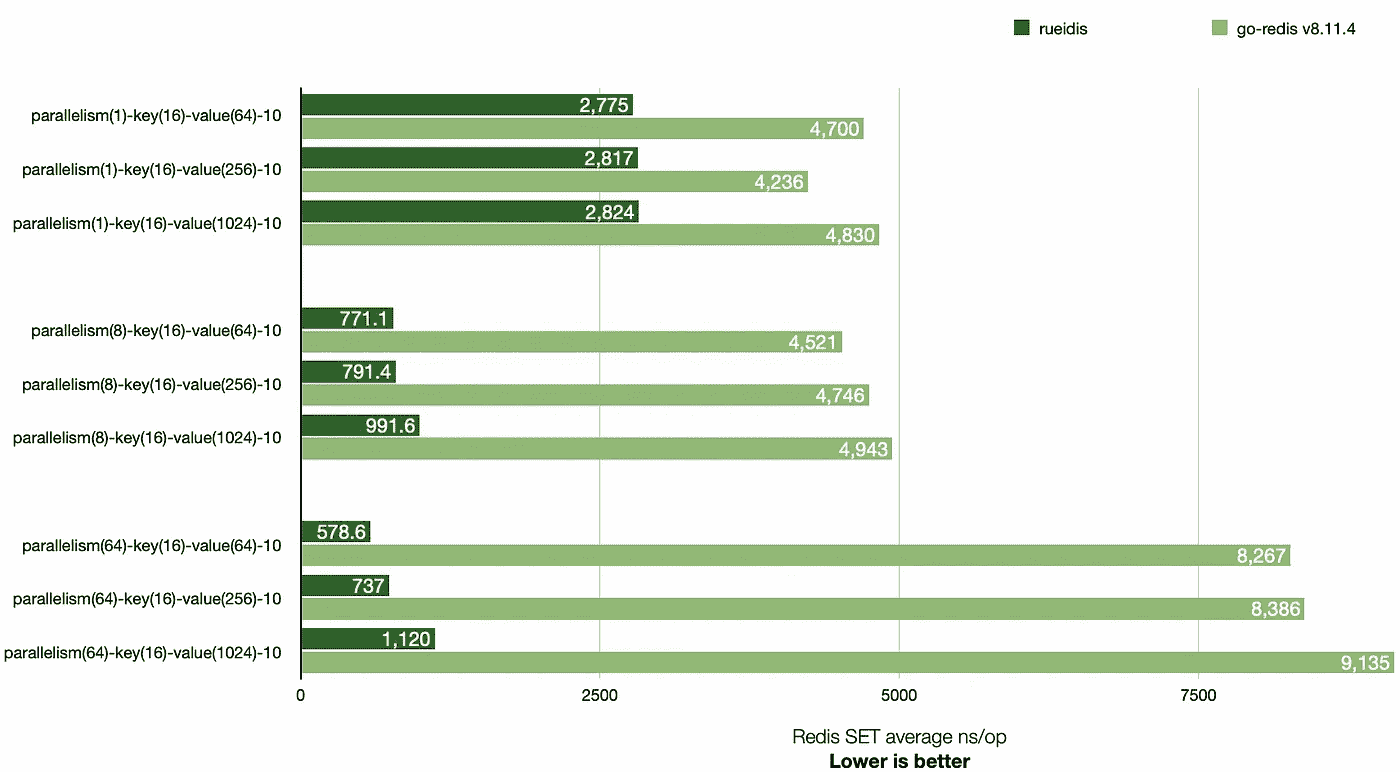 rueidis
go-redis v8.11.4
parallelism(1)-key(16)-value(64)-10
2,775
4,700
parallelism(1)-key(16)-value(256)-10
2,817
4,236
parallelism(1)-key(16)-value(1024)-10
2,824
4,830
parallelism(8)-key(16)-value(64)-10
771.1
4,521
parallelism(8)-key(16)-value(256)-10
791.4
4,746
parallelism(8)-key(16)-value(1024)-10
991.6
4,943
parallelism(64)-key(16)-value(64)-10
578.6
8,267
parallelism(64)-key(16)-value(256)-10
737
8,386
parallelism(64)-key(16)-value(1024)-10
1,120
9,135
0
2500
5000
7500
Redis SET average ns/op
Lower is better